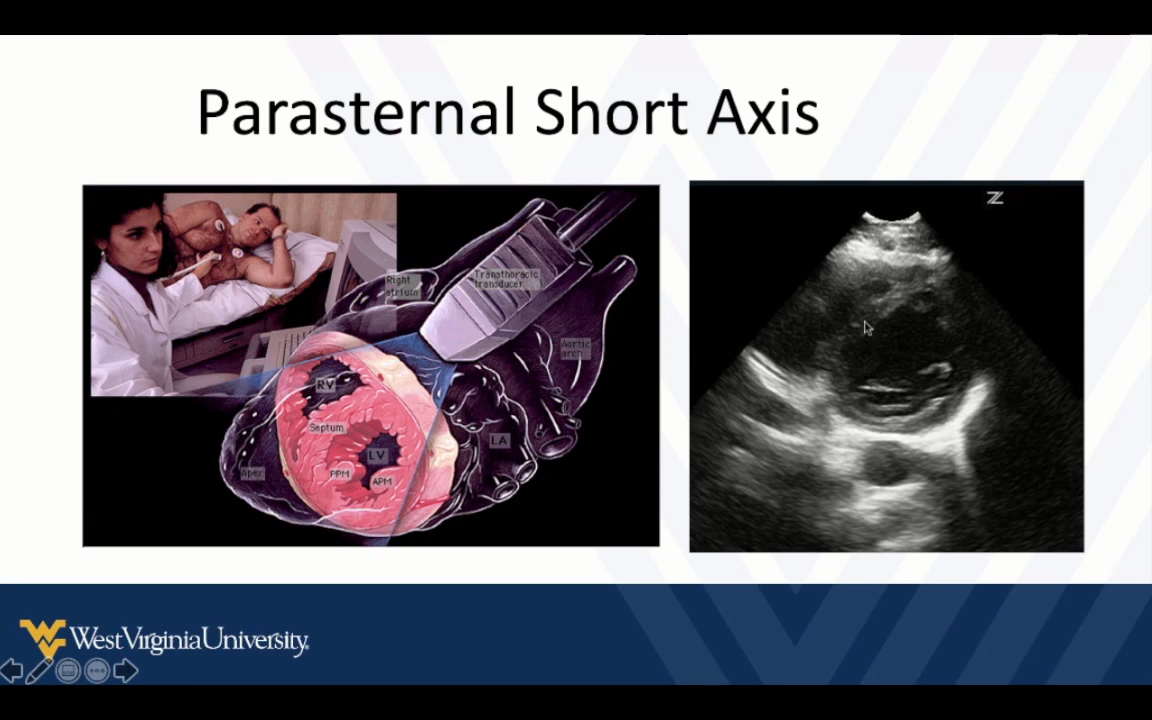 Parasternal Short Axis
Z
Right
atrium
Transthoracic
transducer
Aortic
arch
RV
Septum
LV
LA
Apex
PPM
APM
West Virginia University.